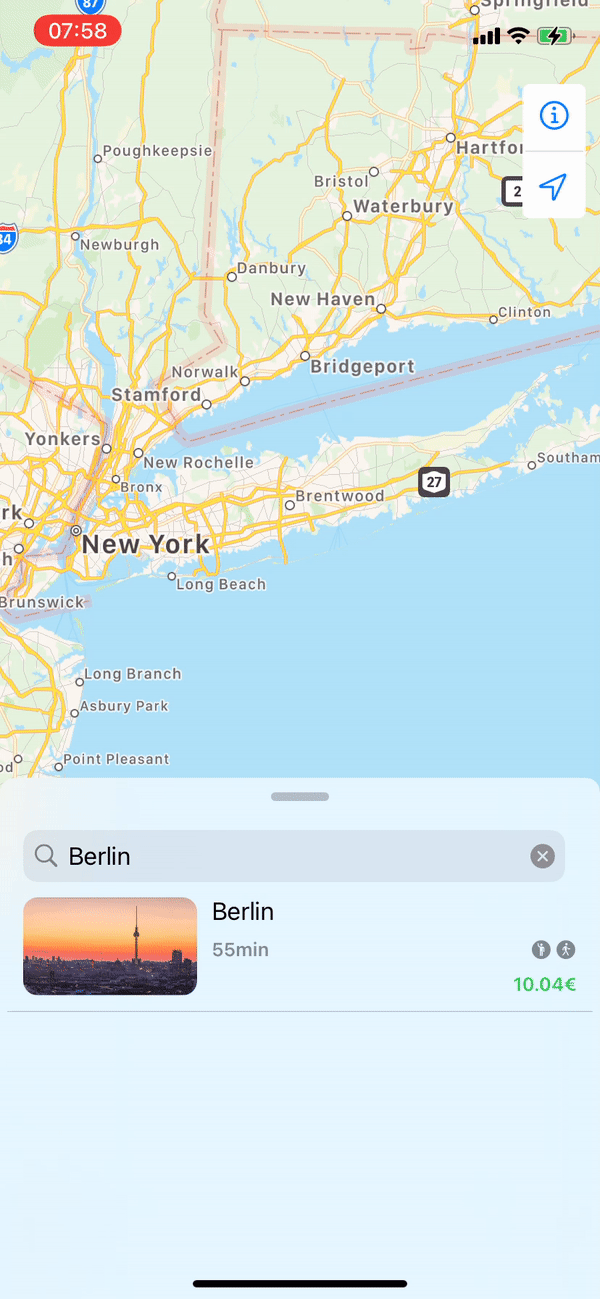 87
Springfield
07:58
Poughkeepsie
Hartfor
Bristol
2
Waterbury
84
Newburgh
Danbury
New Haven
Clinton
Bridgeport
Norwalk
Stamford
Yonkers
New Rochelle
Southam
Bronx
27
Brentwood
rk
New York
h
Long Beach
Brunswick
Long Branch
Asbury Park
Point Pleasant
od
Berlin
Berlin
55min
10.04€